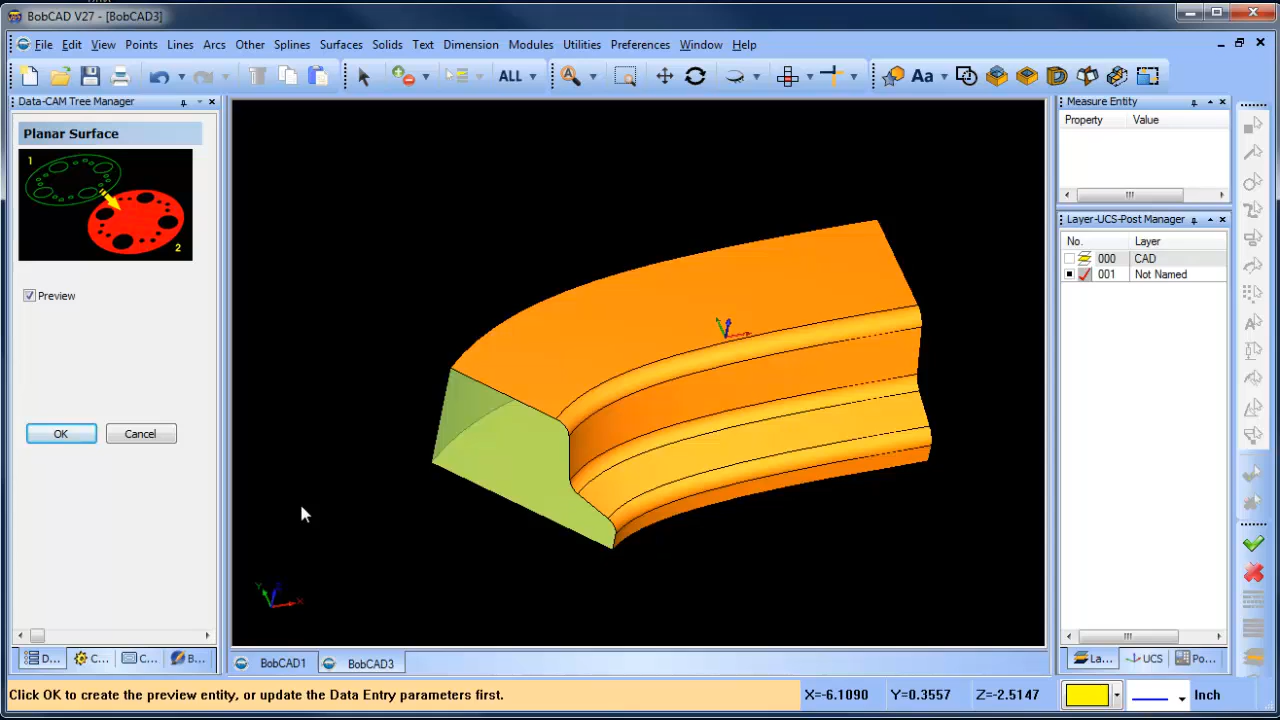 BobCAD V27 - [BobCAD3]
File Edit View Points Lines Arcs Other Splines Surfaces Solids Text Dimension Modules Utilities Preferences Window Help
ALL
Aa
Data-CAM Tree Manager
Planar Surface
1
2
Preview
OK Cancel
D... C... C... B...
Y X
BobCAD1 BobCAD3
Measure Entity
Property Value
Layer-UCS-Post Manager
No. Layer
000 CAD
001 Not Named
La... UCS Po...
Click OK to create the preview entity, or update the Data Entry parameters first.
X=-6.1090 Y=0.3557 Z=-2.5147 Inch